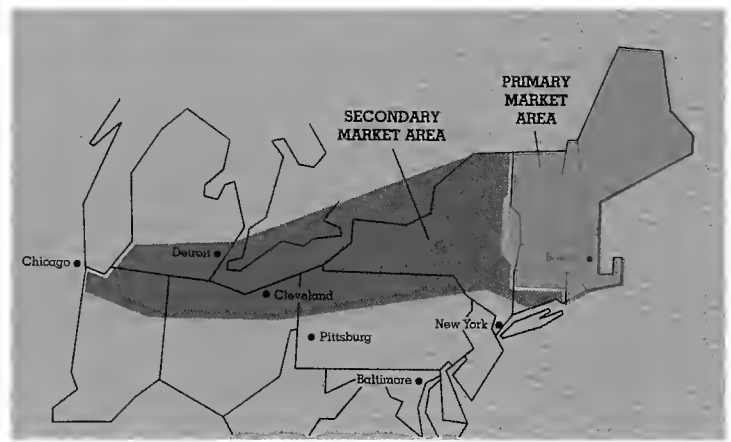 PRIMARY
MARKET
AREA
SECONDARY
MARKET AREA
Chicago
Detroit
Cleveland
Pittsburg
New York
Baltimore